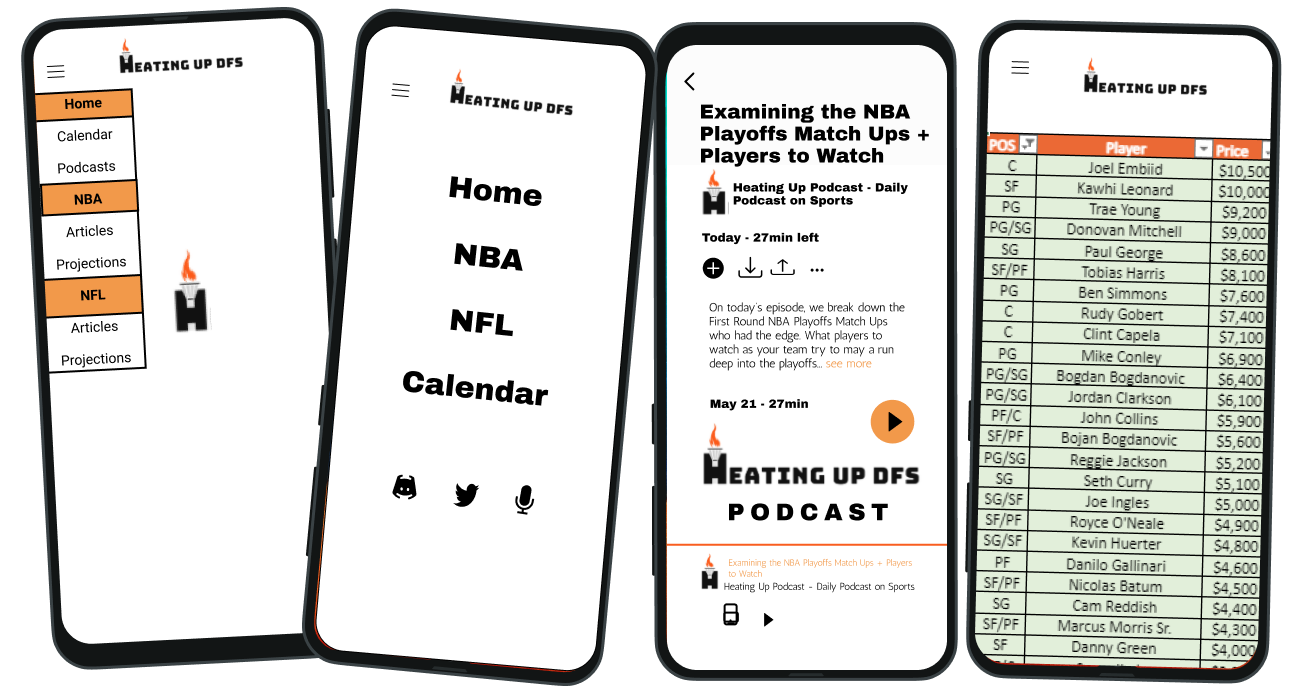 HEATING UP DFS
Home
Calendar
Podcasts
NBA
Articles
Projections
NFL
Articles
Projections
HEATING UP DFS
Home
NBA
NFL
Calendar
Examining the NBA
Playoffs Match Ups +
Players to Watch
Heating Up Podcast - Daily
Podcast on Sports
Today - 27min left
On today's episode, we break down the
First Round NBA Playoffs Match Ups
who had the edge. What players to
watch as your team try to may a run
deep into the playoffs... see more
May 21 - 27min
HEATING UP DFS
PODCAST
Examining the NBA Playoffs Match Ups + Players
to Watch
Heating Up Podcast - Daily Podcast on Sports
HEATING UP DFS
POS Player Price
C Joel Embiid $10,500
SF Kawhi Leonard $10,000
PG Trae Young $9,200
PG/SG Donovan Mitchell $9,000
SG Paul George $8,600
SF/PF Tobias Harris $8,100
PG Ben Simmons $7,600
C Rudy Gobert $7,400
C Clint Capela $7,100
PG Mike Conley $6,900
PG/SG Bogdan Bogdanovic $6,400
PG/SG Jordan Clarkson $6,100
PF/C John Collins $5,900
SF/PF Bojan Bogdanovic $5,600
PG/SG Reggie Jackson $5,200
SG Seth Curry $5,100
SG/SF Joe Ingles $5,000
SF/PF Royce O'Neale $4,900
SG/SF Kevin Huerter $4,800
PF Danilo Gallinari $4,600
SF/PF Nicolas Batum $4,500
SG Cam Reddish $4,400
SF/PF Marcus Morris Sr. $4,300
SF Danny Green $4,000